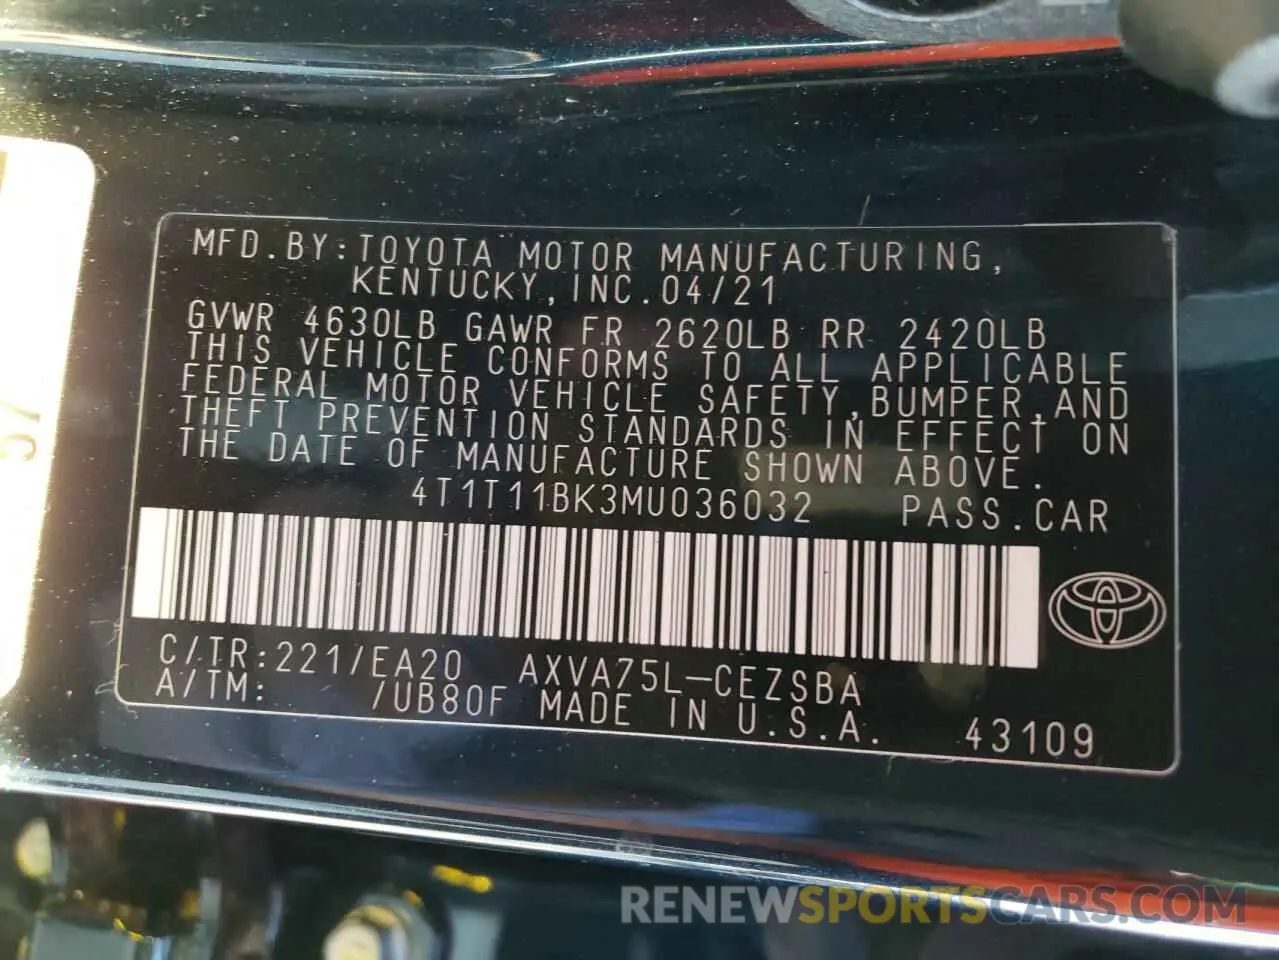 MFD.BY:TOYOTA MOTOR MANUFACTURING,
KENTUCKY,INC.04/21
GVWR 4630LB GAWR FR 2620LB RR 2420LB
THIS VEHICLE CONFORMS TO ALL APPLICABLE
FEDERAL MOTOR VEHICLE SAFETY,BUMPER,AND
THEFT PREVENTION STANDARDS IN EFFECT ON
THE DATE OF MANUFACTURE SHOWN ABOVE.
4T1T11BK3MU036032 PASS.CAR
C/TR:221/EA20 AXVA75L-CEZSBA
A/TM: /UB80F MADE IN U.S.A. 43109
RENEWSPORTSCARS.COM